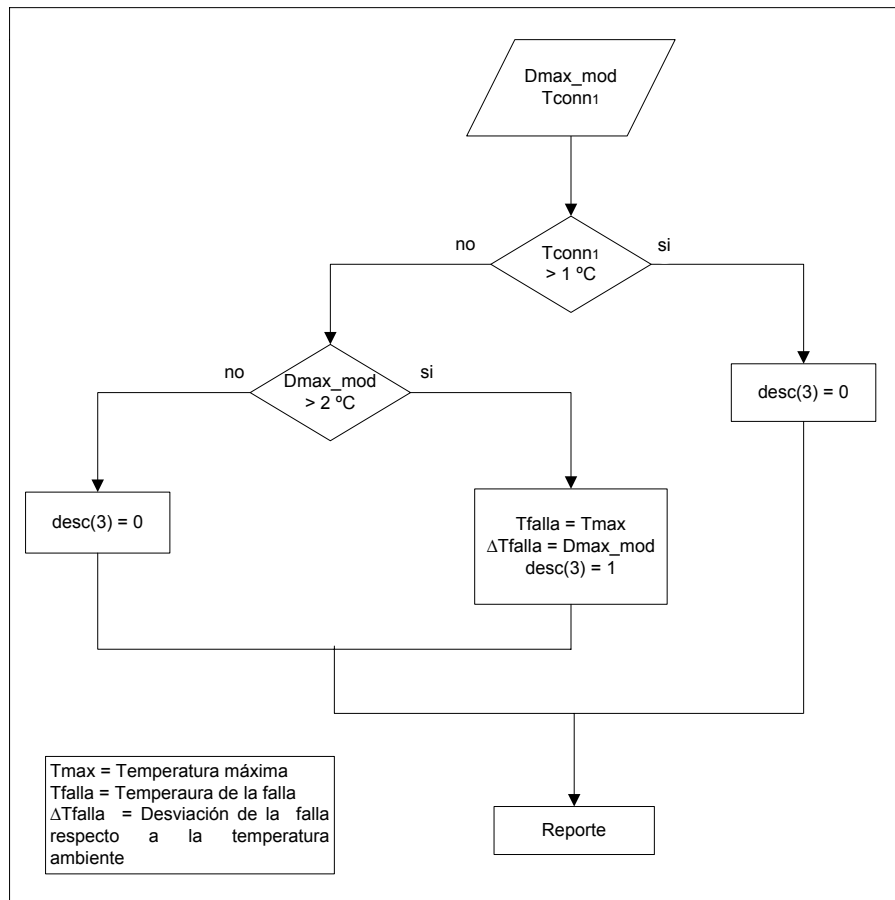 Dmax_mod
Tconn1
no
Tconn1
> 1 ºC
si
no
Dmax_mod
> 2 ºC
si
desc(3) = 0
desc(3) = 0
Tfalla = Tmax
∆Tfalla = Dmax_mod
desc(3) = 1
Tmax = Temperatura máxima
Tfalla = Temperaura de la falla
∆Tfalla = Desviación de la falla
respecto a la temperatura
ambiente
Reporte